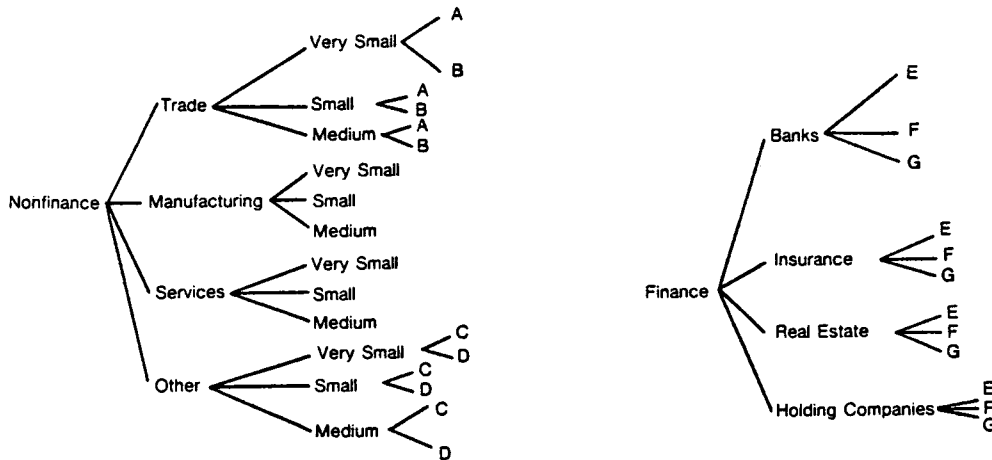 Nonfinance
Trade
Very Small
A
B
Small
A
B
Medium
A
B
Manufacturing
Very Small
Small
Medium
Services
Very Small
Small
Medium
Other
Very Small
C
D
Small
C
D
Medium
C
D
Finance
Banks
E
F
G
Insurance
E
F
G
Real Estate
E
F
G
Holding Companies
E
F
G